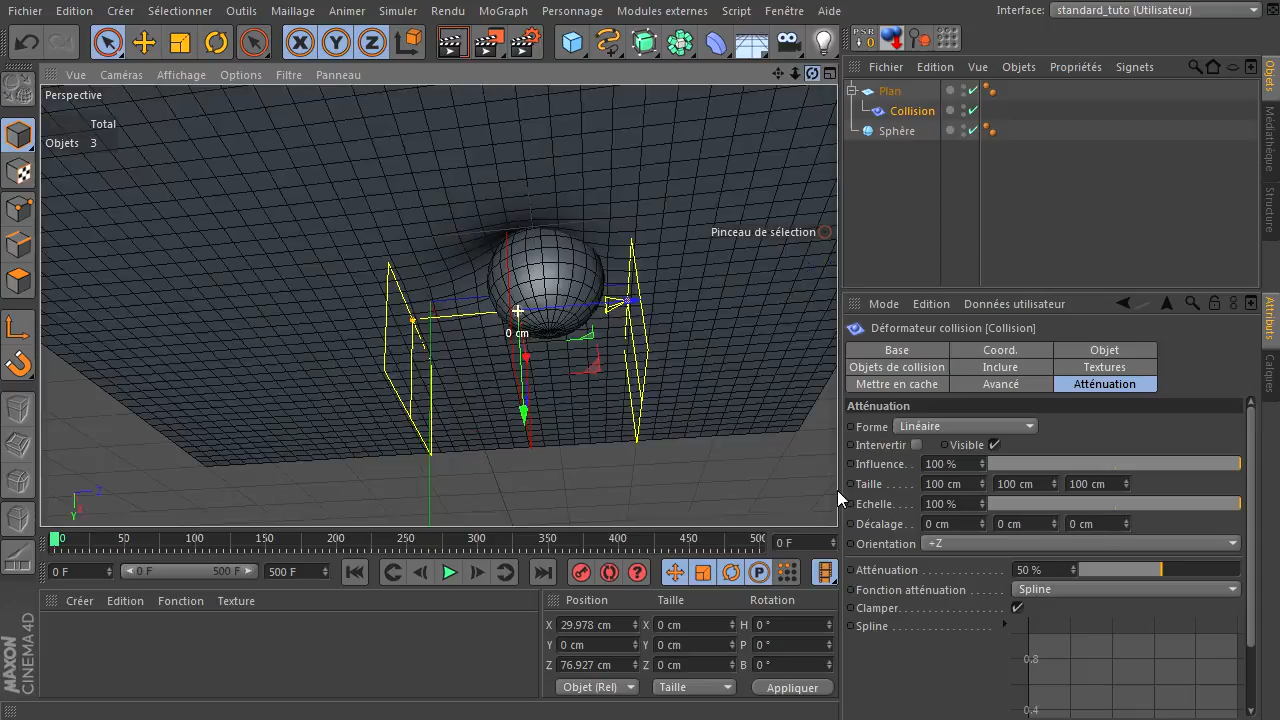 Fichier Edition Créer Sélectionner Outils Maillage Animer Simuler Rendu MoGraph Personnage Modules externes Script Fenêtre Aide Interface: standard_tuto (Utilisateur)
X Y Z PSR 0
Vue Caméras Affichage Options Filtre Panneau
Fichier Edition Vue Objets Propriétés Signets
Perspective
Plan
Total
Collision
Objets 3
Sphère
Pinceau de sélection
0 cm
Z
Y
Objets
Médiathèque
Structure
Mode Edition Données utilisateur
Attributs
Calques
Déformateur collision [Collision]
Base Coord. Objet
Objets de collision Inclure Textures
Mettre en cache Avancé Atténuation
Atténuation
Forme Linéaire
Intervertir Visible
Influence. . 100 %
Taille . . . . . 100 cm 100 cm 100 cm
Echelle. . . . 100 %
Décalage. . 0 cm 0 cm 0 cm
Orientation +Z
Atténuation 50 %
Fonction atténuation Spline
Clamper
Spline
0.8
0.4
0 50 100 150 200 250 300 350 400 450 500 0 F
0 F 0 F 500 F 500 F P
Créer Edition Fonction Texture
Position Taille Rotation
X 29.978 cm X 0 cm H 0 °
Y 0 cm Y 0 cm P 0 °
Z 76.927 cm Z 0 cm B 0 °
Objet (Rel) Taille Appliquer
MAXON CINEMA 4D